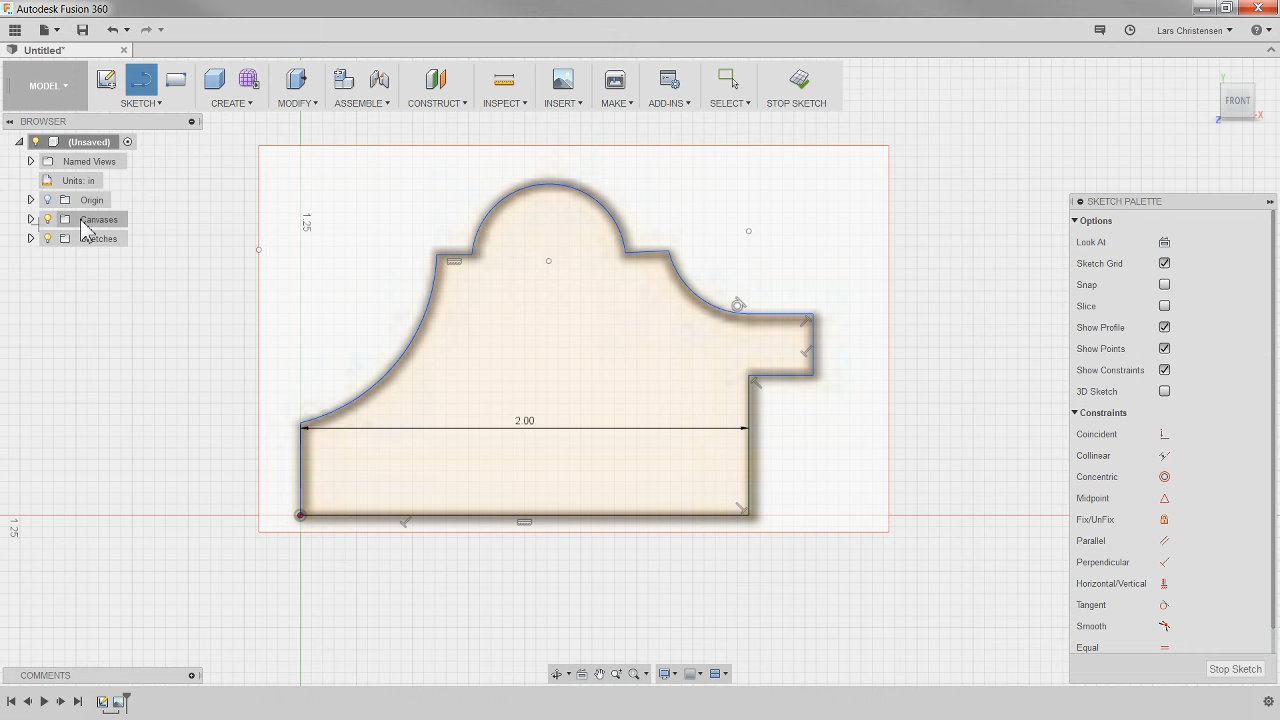 Autodesk Fusion 360
Lars Christensen
Untitled*
MODEL
SKETCH
CREATE
MODIFY
ASSEMBLE
CONSTRUCT
INSPECT
INSERT
MAKE
ADD-INS
SELECT
STOP SKETCH
FRONT
Y
Z
X
BROWSER
(Unsaved)
Named Views
Units: in
Origin
Canvases
Sketches
1.25
2.00
1.25
SKETCH PALETTE
Options
Look At
Sketch Grid
Snap
Slice
Show Profile
Show Points
Show Constraints
3D Sketch
Constraints
Coincident
Collinear
Concentric
Midpoint
Fix/UnFix
Parallel
Perpendicular
Horizontal/Vertical
Tangent
Smooth
Equal
Stop Sketch
COMMENTS